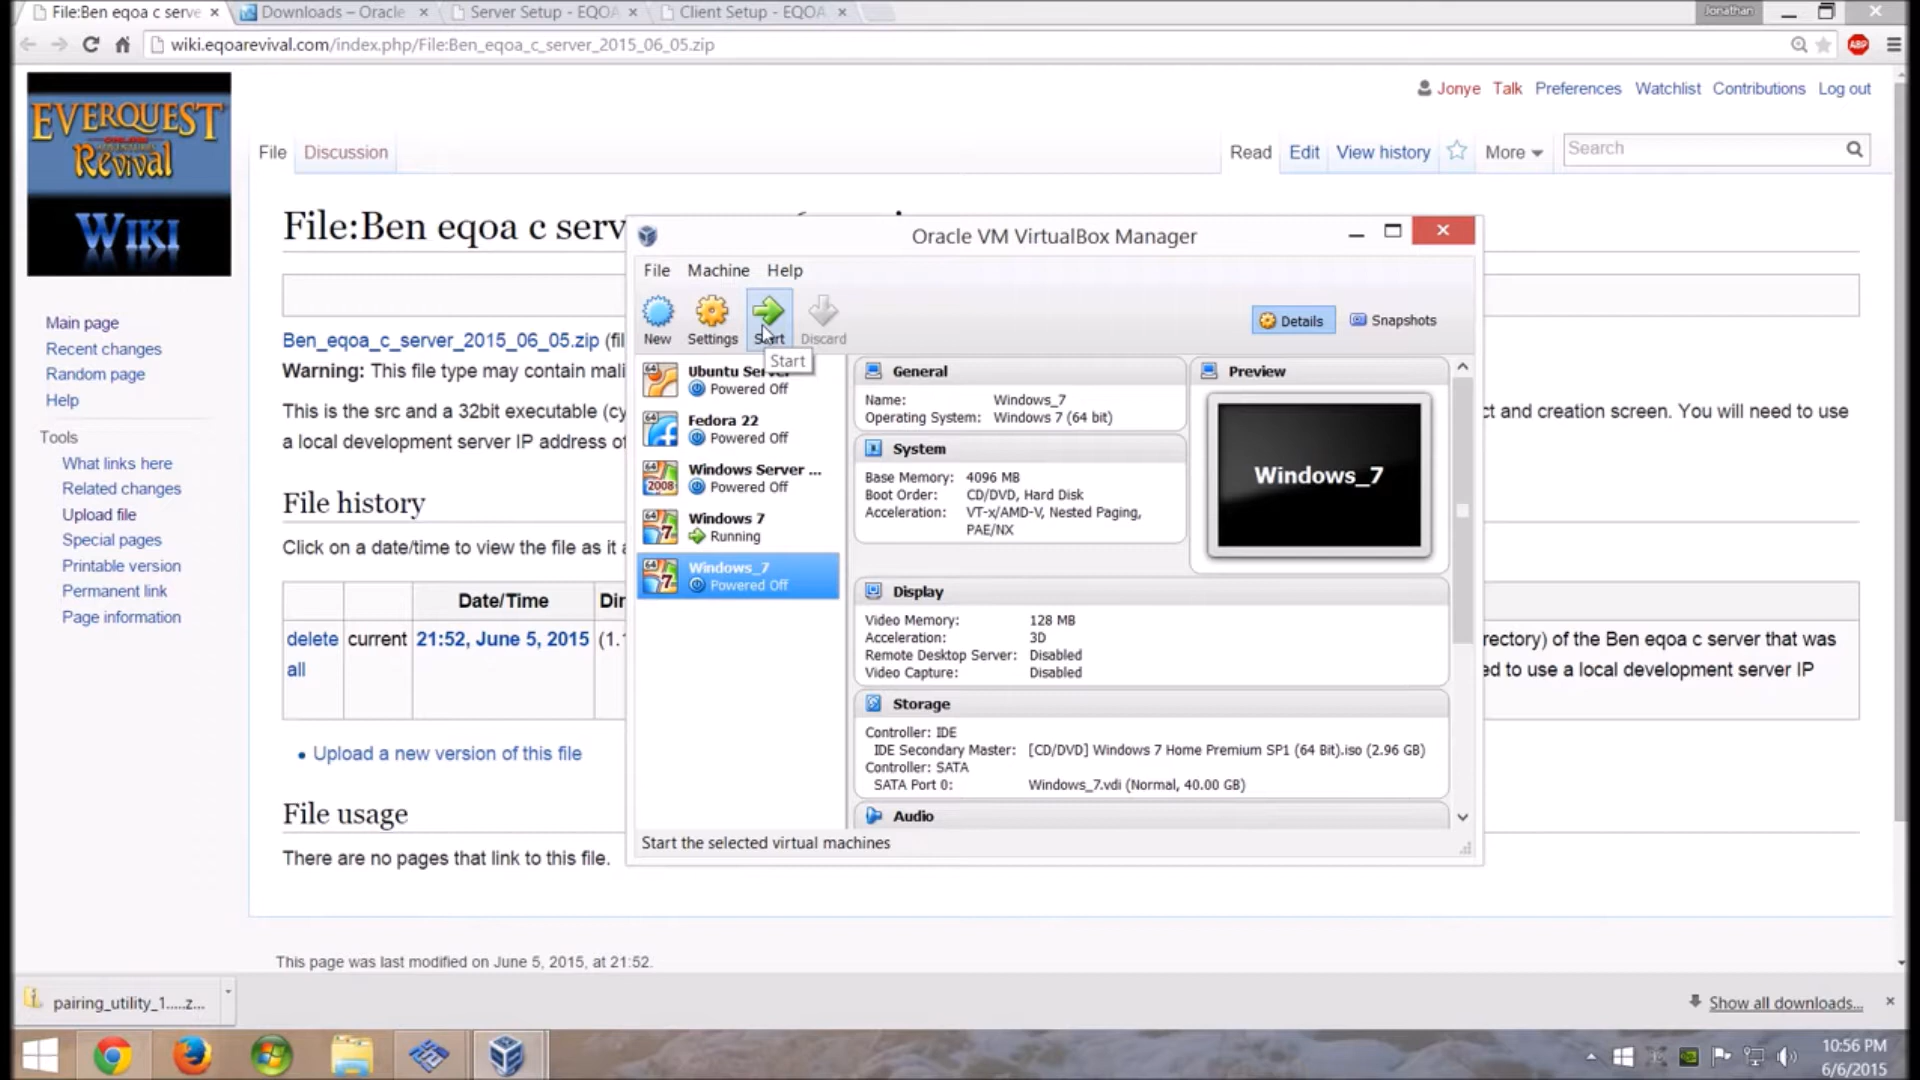 File:Ben eqoa c serve
Downloads – Oracle
Server Setup - EQOA
Client Setup - EQOA
Jonathan
wiki.eqoarevival.com/index.php/File:Ben_eqoa_c_server_2015_06_05.zip
ABP
EVERQUEST
Revival
WIKI
Jonye Talk Preferences Watchlist Contributions Log out
File Discussion
Read Edit View history More Search
File:Ben eqoa c serv
Main page
Recent changes
Random page
Help
Tools
What links here
Related changes
Upload file
Special pages
Printable version
Permanent link
Page information
Ben_eqoa_c_server_2015_06_05.zip (fil
Warning: This file type may contain mali
This is the src and a 32bit executable (cy
ct and creation screen. You will need to use
a local development server IP address of
File history
Click on a date/time to view the file as it a
Date/Time Dir
delete current 21:52, June 5, 2015 (1.1
all
rectory) of the Ben eqoa c server that was
ed to use a local development server IP
Upload a new version of this file
File usage
There are no pages that link to this file.
This page was last modified on June 5, 2015, at 21:52.
Oracle VM VirtualBox Manager
File Machine Help
New Settings Start Discard
Start
Details Snapshots
Ubuntu Ser
Powered Off
Fedora 22
Powered Off
Windows Server ...
Powered Off
Windows 7
Running
Windows_7
Powered Off
General
Name: Windows_7
Operating System: Windows 7 (64 bit)
System
Base Memory: 4096 MB
Boot Order: CD/DVD, Hard Disk
Acceleration: VT-x/AMD-V, Nested Paging,
PAE/NX
Preview
Windows_7
Display
Video Memory: 128 MB
Acceleration: 3D
Remote Desktop Server: Disabled
Video Capture: Disabled
Storage
Controller: IDE
IDE Secondary Master: [CD/DVD] Windows 7 Home Premium SP1 (64 Bit).iso (2.96 GB)
Controller: SATA
SATA Port 0: Windows_7.vdi (Normal, 40.00 GB)
Audio
Start the selected virtual machines
pairing_utility_1.....z...
Show all downloads...
10:56 PM
6/6/2015